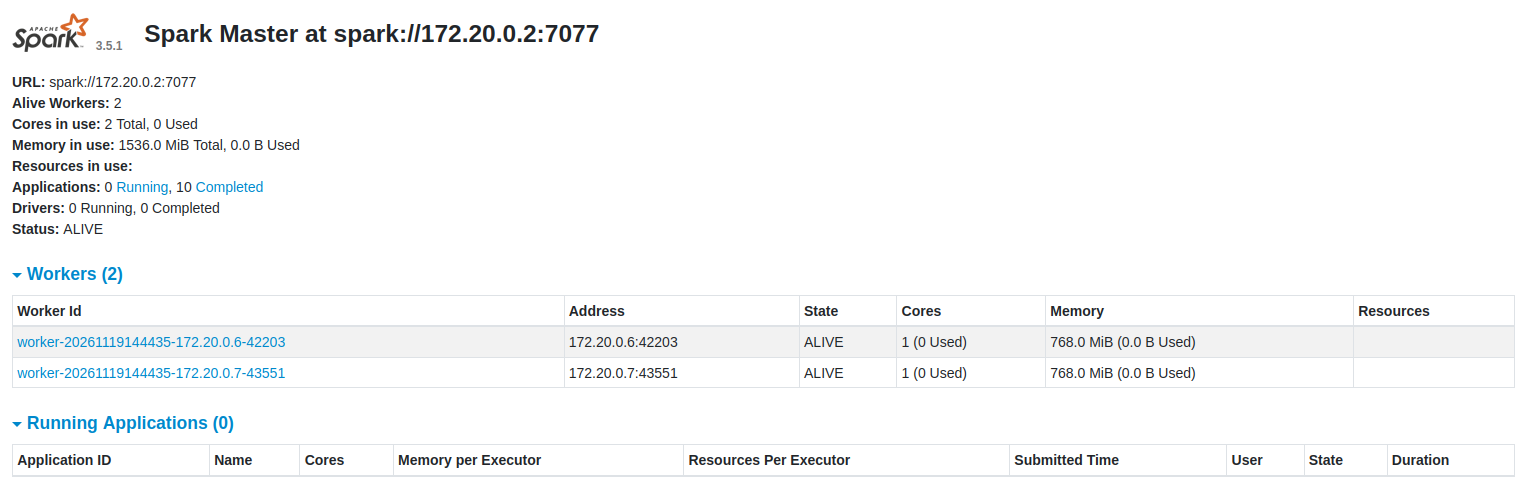 APACHE
Spark 3.5.1 Spark Master at spark://172.20.0.2:7077
URL: spark://172.20.0.2:7077
Alive Workers: 2
Cores in use: 2 Total, 0 Used
Memory in use: 1536.0 MiB Total, 0.0 B Used
Resources in use:
Applications: 0 Running, 10 Completed
Drivers: 0 Running, 0 Completed
Status: ALIVE
Workers (2)
Worker Id Address State Cores Memory Resources
worker-20261119144435-172.20.0.6-42203 172.20.0.6:42203 ALIVE 1 (0 Used) 768.0 MiB (0.0 B Used)
worker-20261119144435-172.20.0.7-43551 172.20.0.7:43551 ALIVE 1 (0 Used) 768.0 MiB (0.0 B Used)
Running Applications (0)
Application ID Name Cores Memory per Executor Resources Per Executor Submitted Time User State Duration